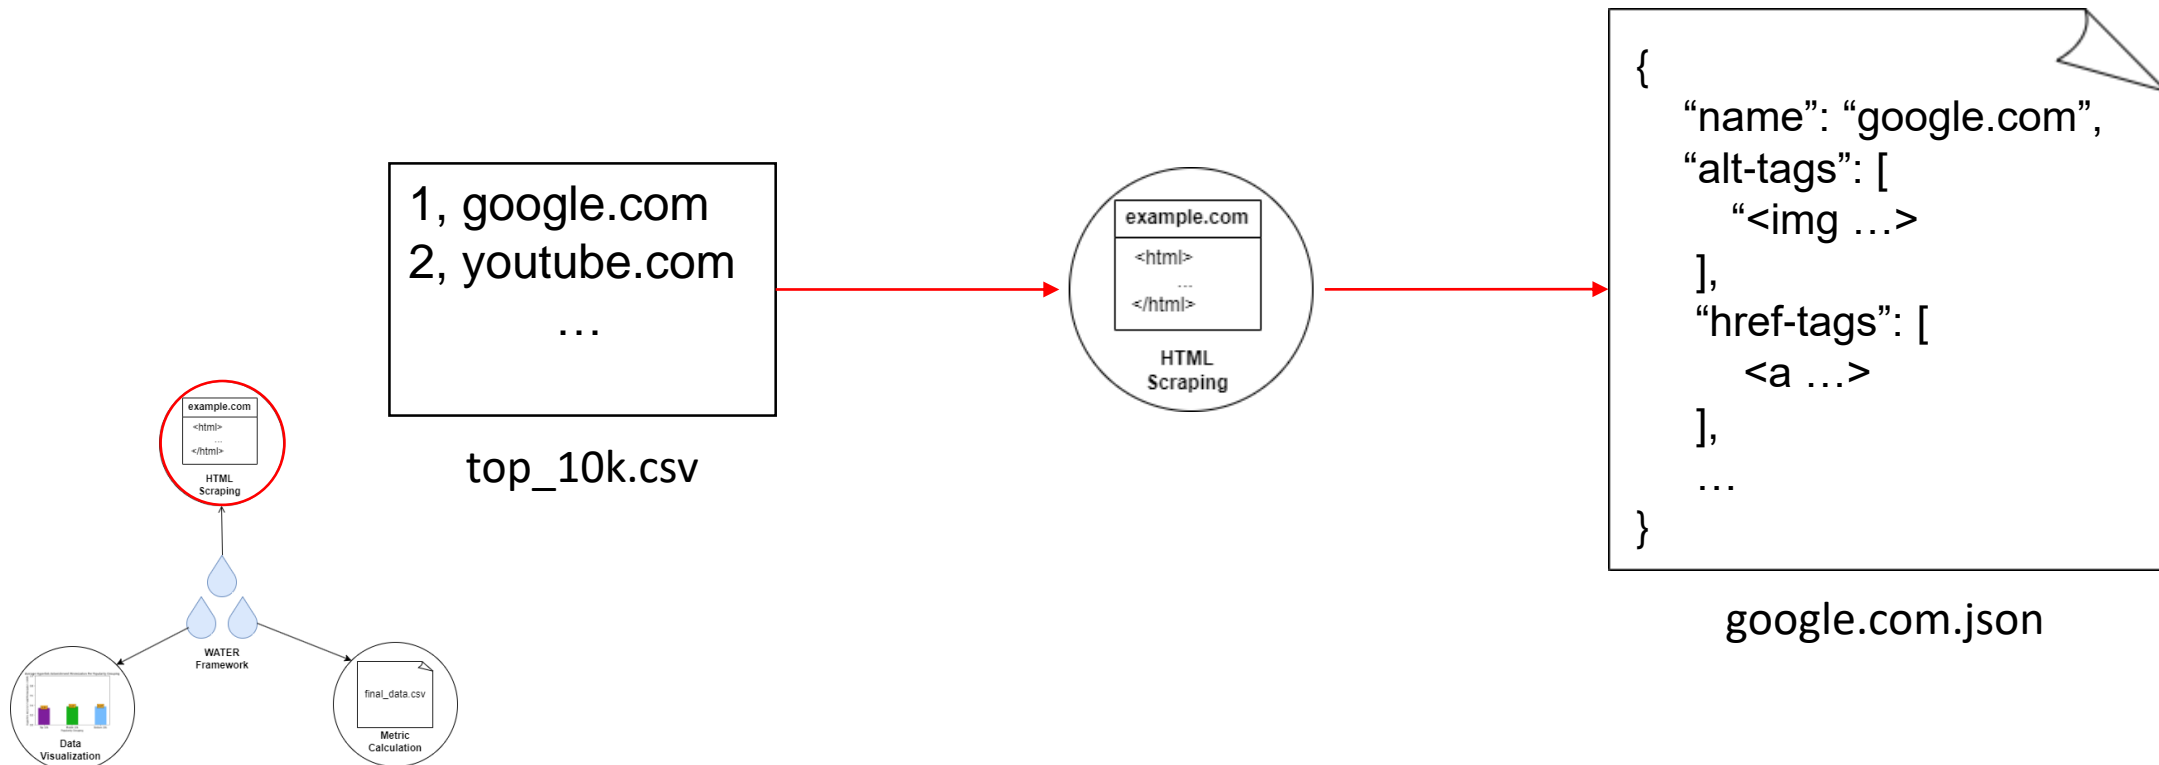 1, google.com
2, youtube.com
…
top_10k.csv
example.com
<html>
...
</html>
HTML
Scraping
{
“name”: “google.com”,
“alt-tags”: [
“<img …>
],
“href-tags”: [
<a …>
],
…
}
google.com.json
example.com
<html>
...
</html>
HTML
Scraping
WATER
Framework
Data
Visualization
final_data.csv
Metric
Calculation